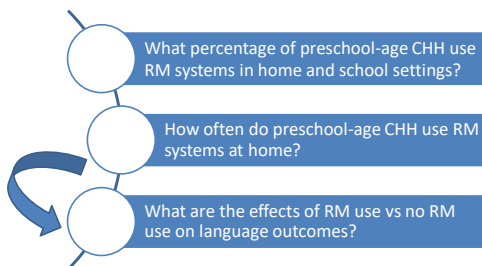 What percentage of preschool-age CHH use
RM systems in home and school settings?
How often do preschool-age CHH use RM
systems at home?
What are the effects of RM use vs no RM
use on language outcomes?